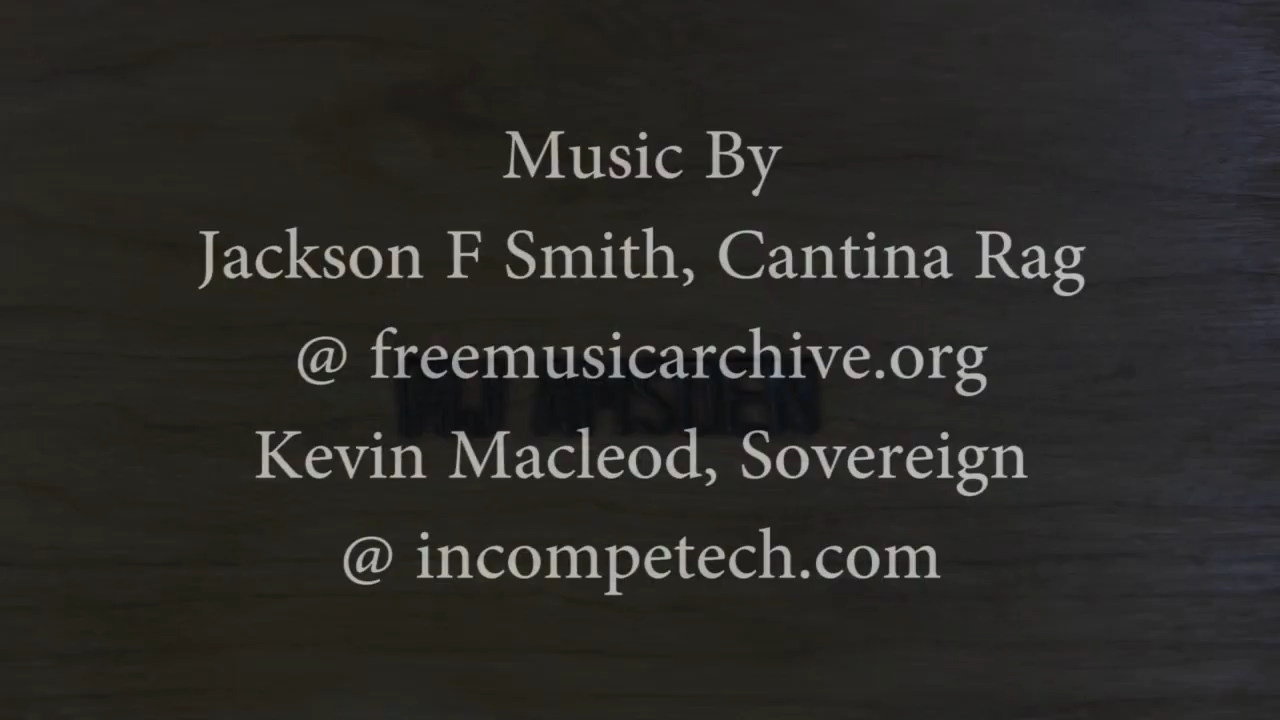 Music By
Jackson F Smith, Cantina Rag
@ freemusicarchive.org
Kevin Macleod, Sovereign
@ incompetech.com